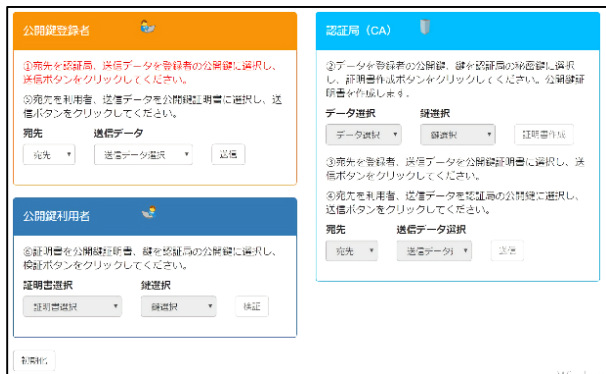 公開鍵登録者
①宛先を認証局、送信データを登録者の公開鍵に選択し、
送信ボタンをクリックしてください。
⑤宛先を利用者、送信データを公開鍵証明書に選択し、送
信ボタンをクリックしてください。
宛先 送信データ
宛先 送信データ選択 送信
公開鍵利用者
⑥証明書を公開鍵証明書、鍵を認証局の公開鍵に選択し、
検証ボタンをクリックしてください。
証明書選択 鍵選択
証明書選択 鍵選択 検証
初期化
認証局（CA）
②データを登録者の公開鍵、鍵を認証局の秘密鍵に選択
し、証明書作成ボタンをクリックしてください。公開鍵証
明書を作成します。
データ選択 鍵選択
データ選択 鍵選択 証明書作成
③宛先を登録者、送信データを公開鍵証明書に選択し、送
信ボタンをクリックしてください。
④宛先を利用者、送信データを認証局の公開鍵に選択し、
送信ボタンをクリックしてください。
宛先 送信データ選択
宛先 送信データ 送信